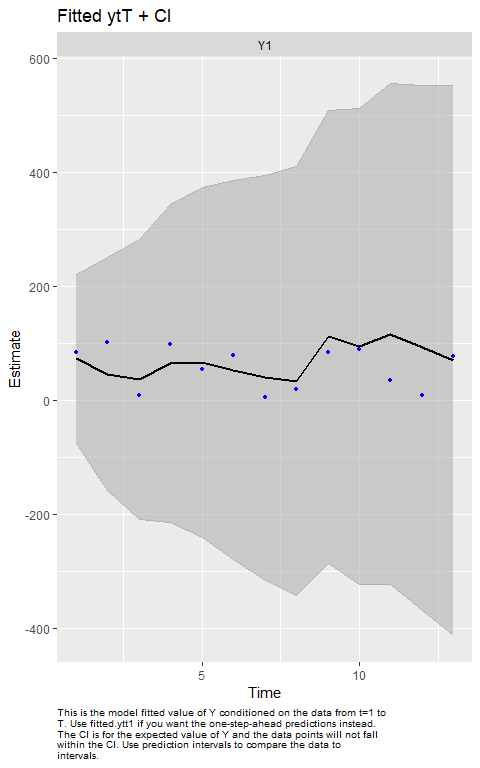 Fitted ytT + CI
Y1
600
400
200
0
-200
-400
Estimate
5
10
Time
This is the model fitted value of Y conditioned on the data from t=1 to
T. Use fitted.ytt1 if you want the one-step-ahead predictions instead.
The CI is for the expected value of Y and the data points will not fall
within the CI. Use prediction intervals to compare the data to
intervals.